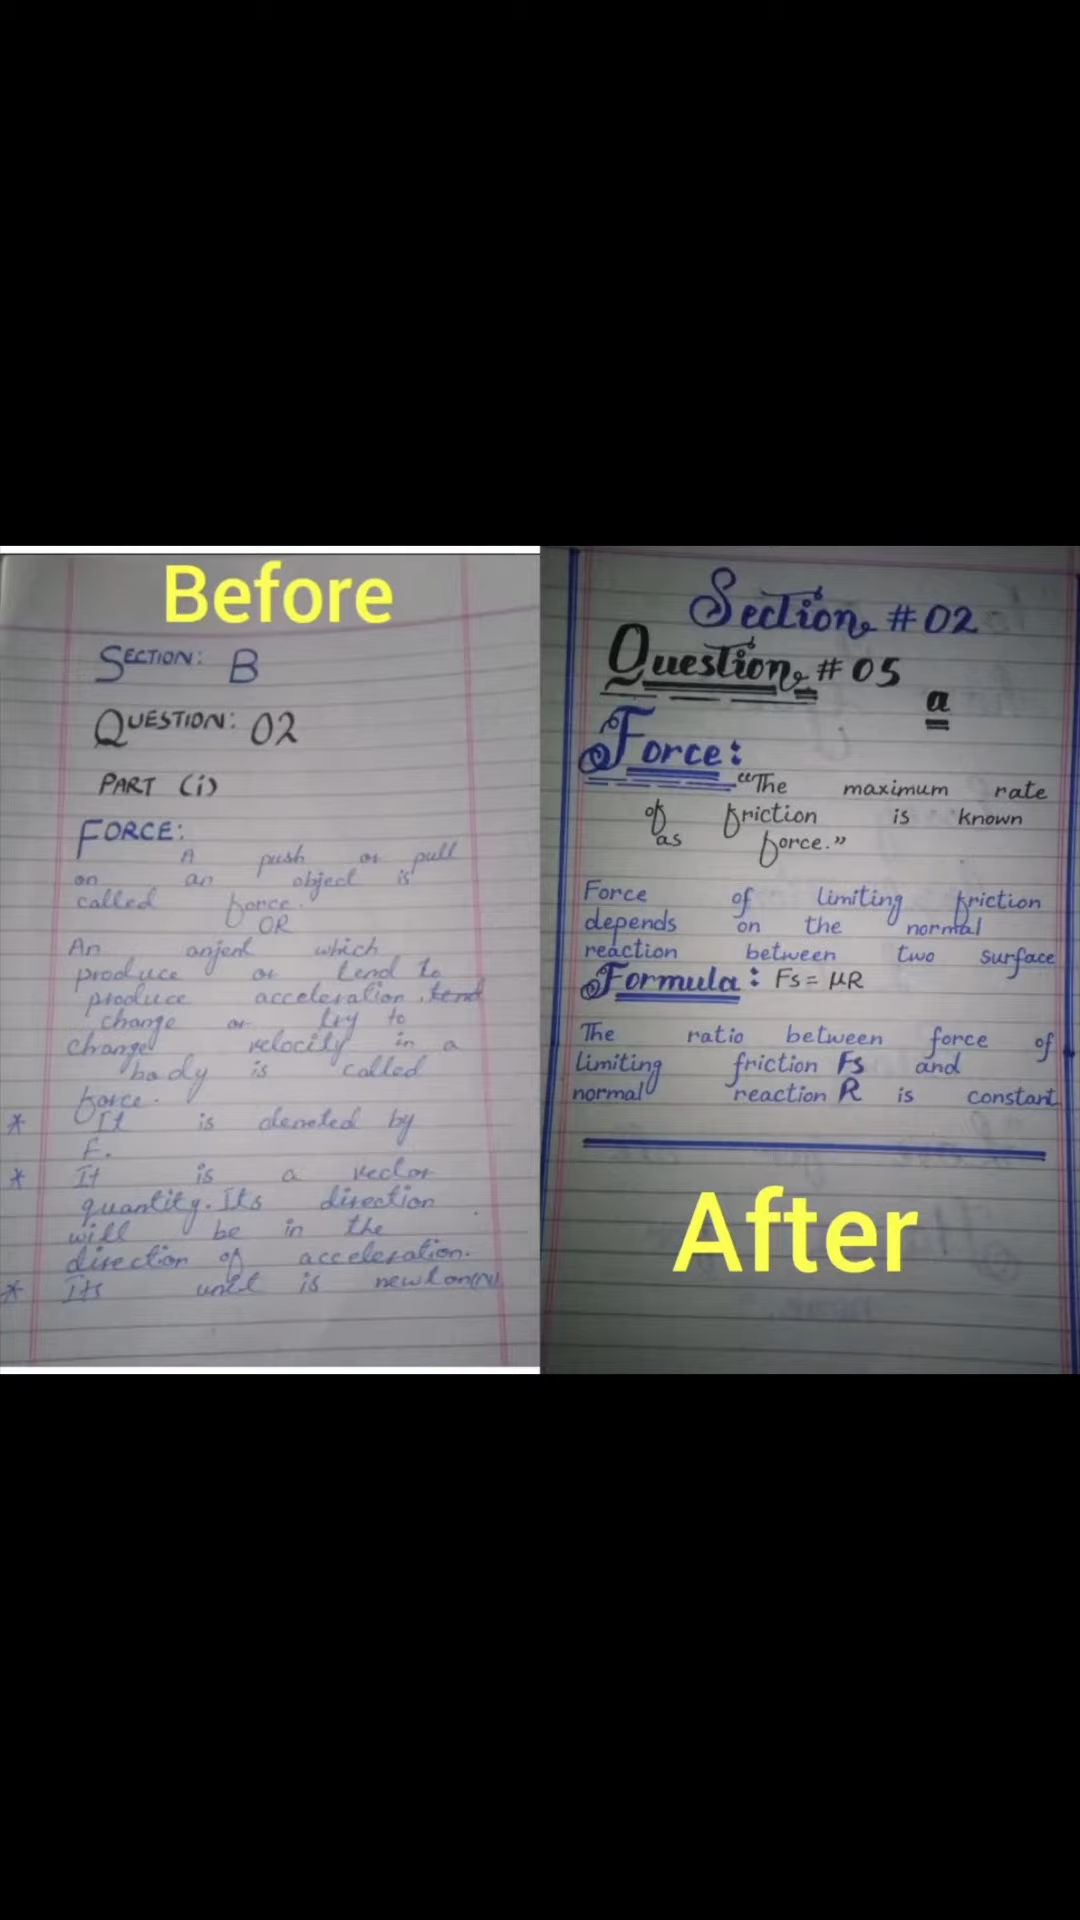 Before
SECTION: B
QUESTION: 02
PART (i)
FORCE:
A push or pull
on an object is
called force.
OR
An anjent which
produce or tend to
produce acceleration, tend
change or try to
change velocity in a
body is called
force.
* It is denoted by
F.
* It is a vector
quantity. Its direction
will be in the
direction of acceleration.
* Its unit is newton(N)
Section # 02
Question # 05
a
Force:
"The maximum rate
of friction is known
as force."
Force of limiting friction
depends on the normal
reaction between two surface
Formula: Fs = μR
The ratio between force of
limiting friction Fs and
normal reaction R is constant
After